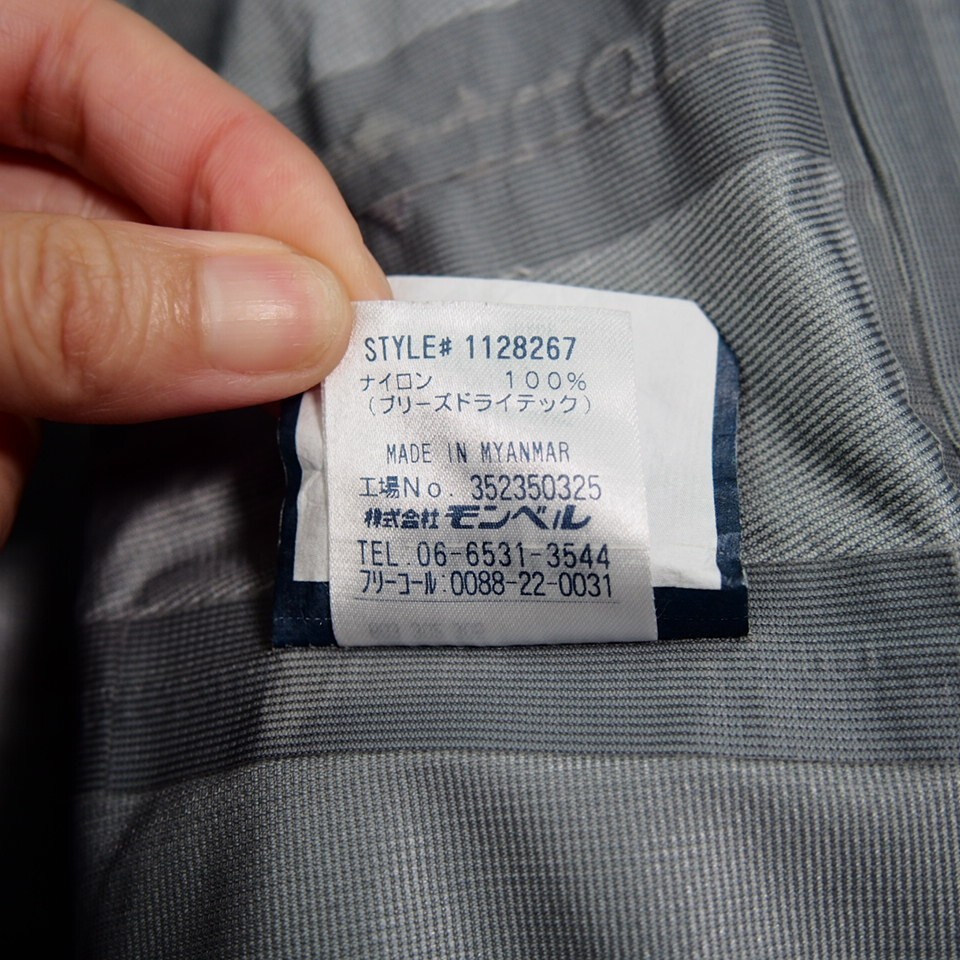 STYLE# 1128267
ナイロン 100%
(ブリーズドライテック)
MADE IN MYANMAR
工場No. 352350325
株式会社 モンベル
TEL.06-6531-3544
フリーコール:0088-22-0031